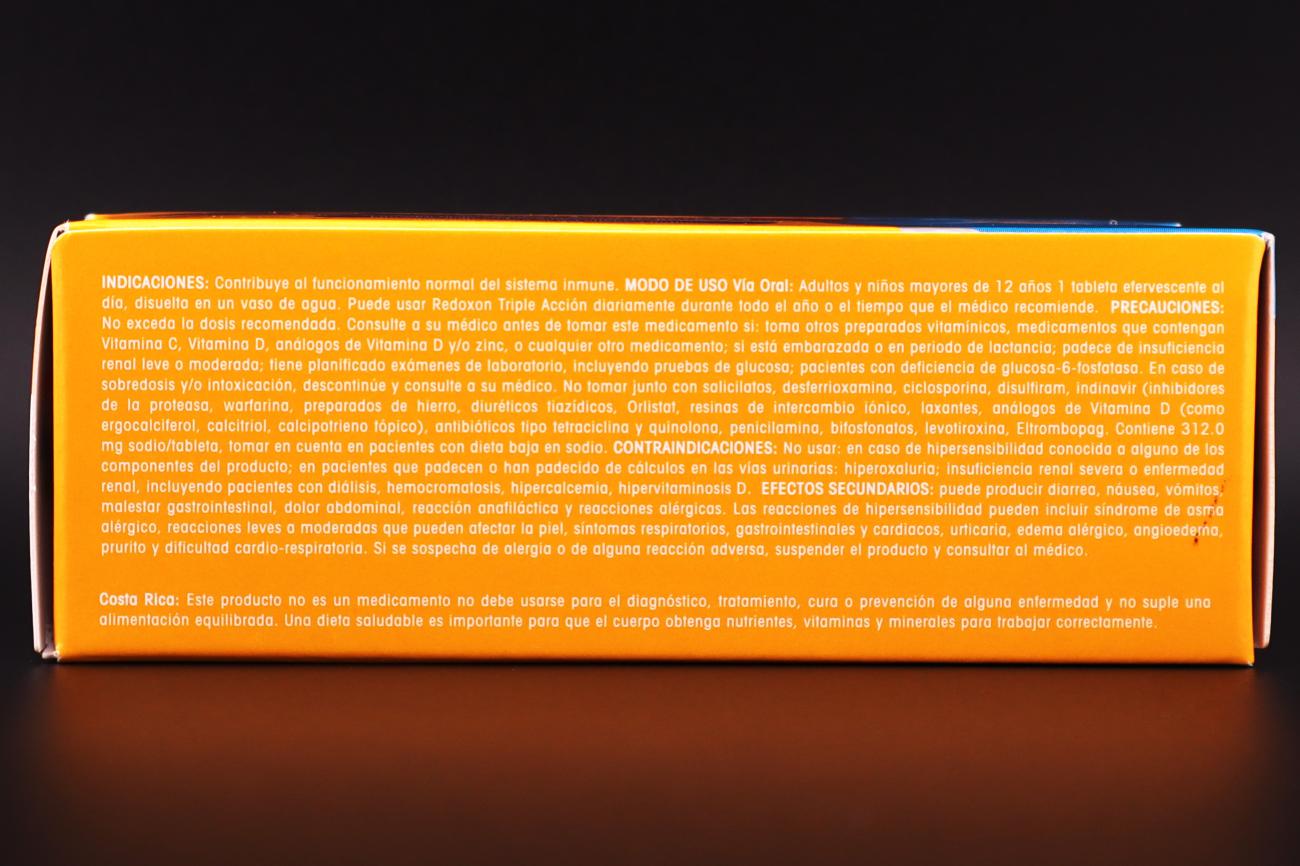 INDICACIONES: Contribuye al funcionamiento normal del sistema inmune. MODO DE USO Vía Oral: Adultos y niños mayores de 12 años 1 tableta efervescente al
día, disuelta en un vaso de agua. Puede usar Redoxon Triple Acción diariamente durante todo el año o el tiempo que el médico recomiende. PRECAUCIONES:
No exceda la dosis recomendada. Consulte a su médico antes de tomar este medicamento si: toma otros preparados vitamínicos, medicamentos que contengan
Vitamina C, Vitamina D, análogos de Vitamina D y/o zinc, o cualquier otro medicamento; si está embarazada o en periodo de lactancia; padece de insuficiencia
renal leve o moderada; tiene planificado exámenes de laboratorio, incluyendo pruebas de glucosa; pacientes con deficiencia de glucosa-6-fosfatasa. En caso de
sobredosis y/o intoxicación, descontinúe y consulte a su médico. No tomar junto con salicilatos, desferrioxamina, ciclosporina, disulfiram, indinavir (inhibidores
de la proteasa, warfarina, preparados de hierro, diuréticos tiazídicos, Orlistat, resinas de intercambio iónico, laxantes, análogos de Vitamina D (como
ergocalciferol, calcitriol, calcipotrieno tópico), antibióticos tipo tetraciclina y quinolona, penicilamina, bifosfonatos, levotiroxina, Eltrombopag. Contiene 312.0
mg sodio/tableta, tomar en cuenta en pacientes con dieta baja en sodio. CONTRAINDICACIONES: No usar: en caso de hipersensibilidad conocida a alguno de los
componentes del producto; en pacientes que padecen o han padecido de cálculos en las vías urinarias: hiperoxaluria; insuficiencia renal severa o enfermedad
renal, incluyendo pacientes con diálisis, hemocromatosis, hipercalcemia, hipervitaminosis D. EFECTOS SECUNDARIOS: puede producir diarrea, náusea, vómitos,
malestar gastrointestinal, dolor abdominal, reacción anafiláctica y reacciones alérgicas. Las reacciones de hipersensibilidad pueden incluir síndrome de asma
alérgico, reacciones leves a moderadas que pueden afectar la piel, síntomas respiratorios, gastrointestinales y cardiacos, urticaria, edema alérgico, angioedema,
prurito y dificultad cardio-respiratoria. Si se sospecha de alergia o de alguna reacción adversa, suspender el producto y consultar al médico.
Costa Rica: Este producto no es un medicamento no debe usarse para el diagnóstico, tratamiento, cura o prevención de alguna enfermedad y no suple una
alimentación equilibrada. Una dieta saludable es importante para que el cuerpo obtenga nutrientes, vitaminas y minerales para trabajar correctamente.